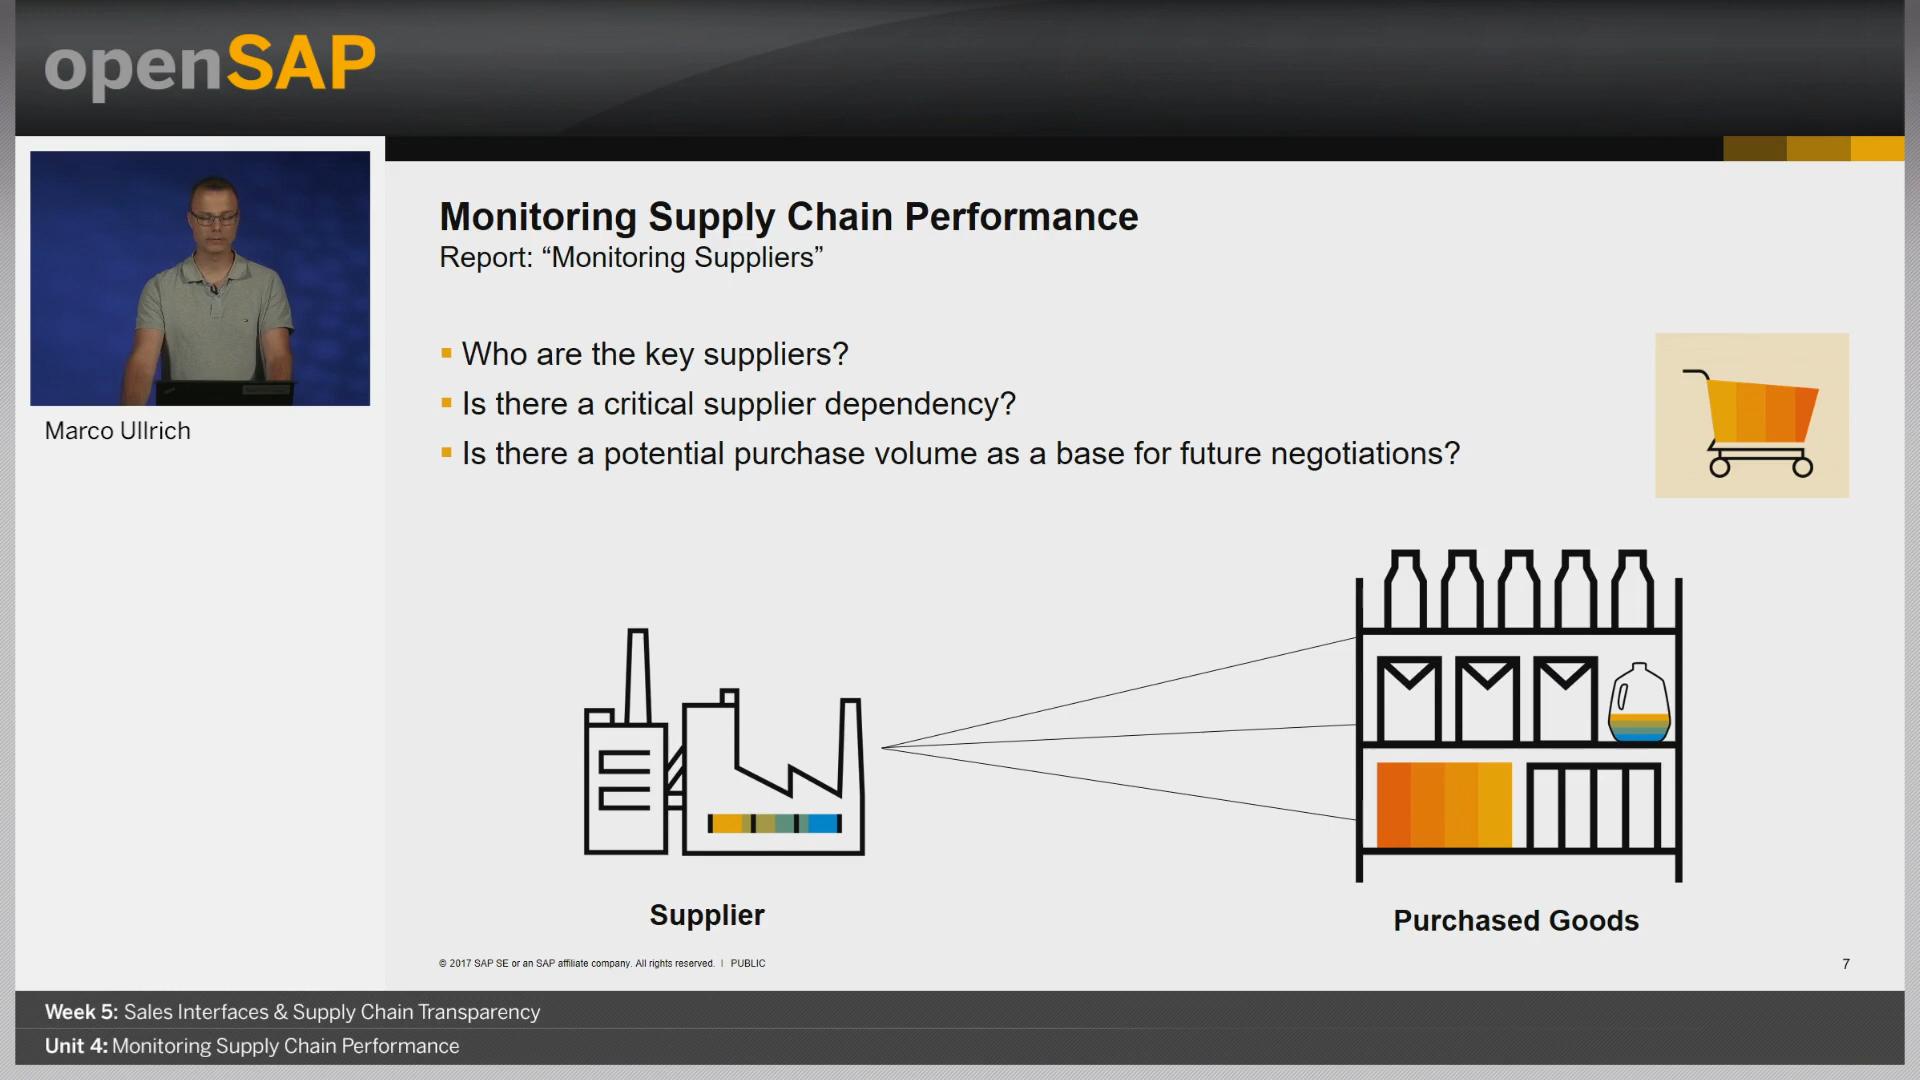 openSAP
Marco Ullrich
Monitoring Supply Chain Performance
Report: “Monitoring Suppliers”
Who are the key suppliers?
Is there a critical supplier dependency?
Is there a potential purchase volume as a base for future negotiations?
Supplier
Purchased Goods
© 2017 SAP SE or an SAP affiliate company. All rights reserved. | PUBLIC
7
Week 5: Sales Interfaces & Supply Chain Transparency
Unit 4: Monitoring Supply Chain Performance